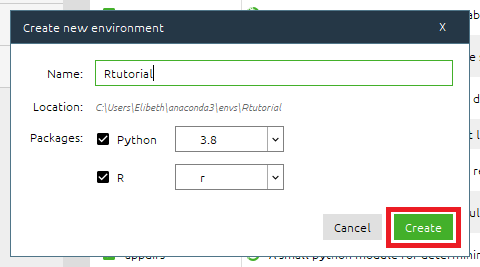 Create new environment X
Name: Rtutorial
Location: C:\Users\Elibeth\anaconda3\envs\Rtutorial
Packages: Python 3.8
R r
Cancel Create
A small python module for determinin